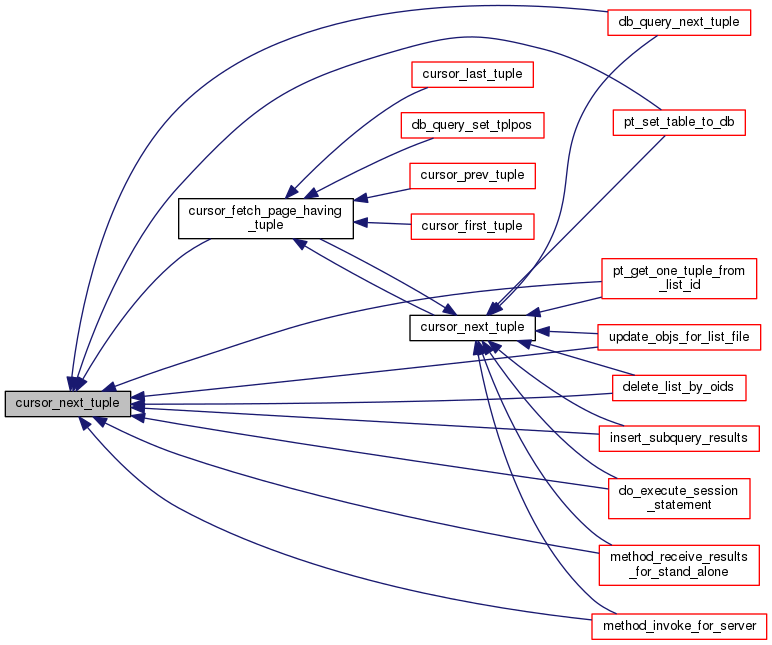 db_query_next_tuple
cursor_last_tuple
pt_set_table_to_db
db_query_set_tplpos
cursor_prev_tuple
cursor_fetch_page_having
_tuple
cursor_first_tuple
pt_get_one_tuple_from
_list_id
cursor_next_tuple
update_objs_for_list_file
delete_list_by_oids
cursor_next_tuple
insert_subquery_results
do_execute_session
_statement
method_receive_results
_for_stand_alone
method_invoke_for_server